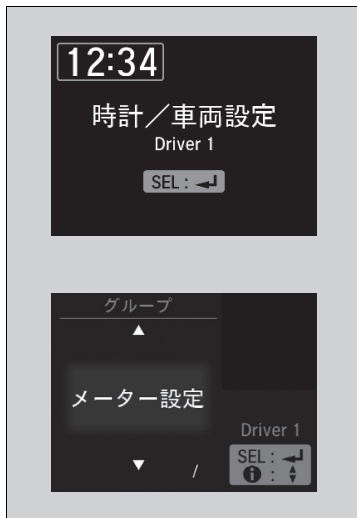 12:34
時計／車両設定
Driver 1
SEL : ↵
グループ
▲
メーター設定
▼ /
Driver 1
SEL : ↵
ℹ : ▲▼